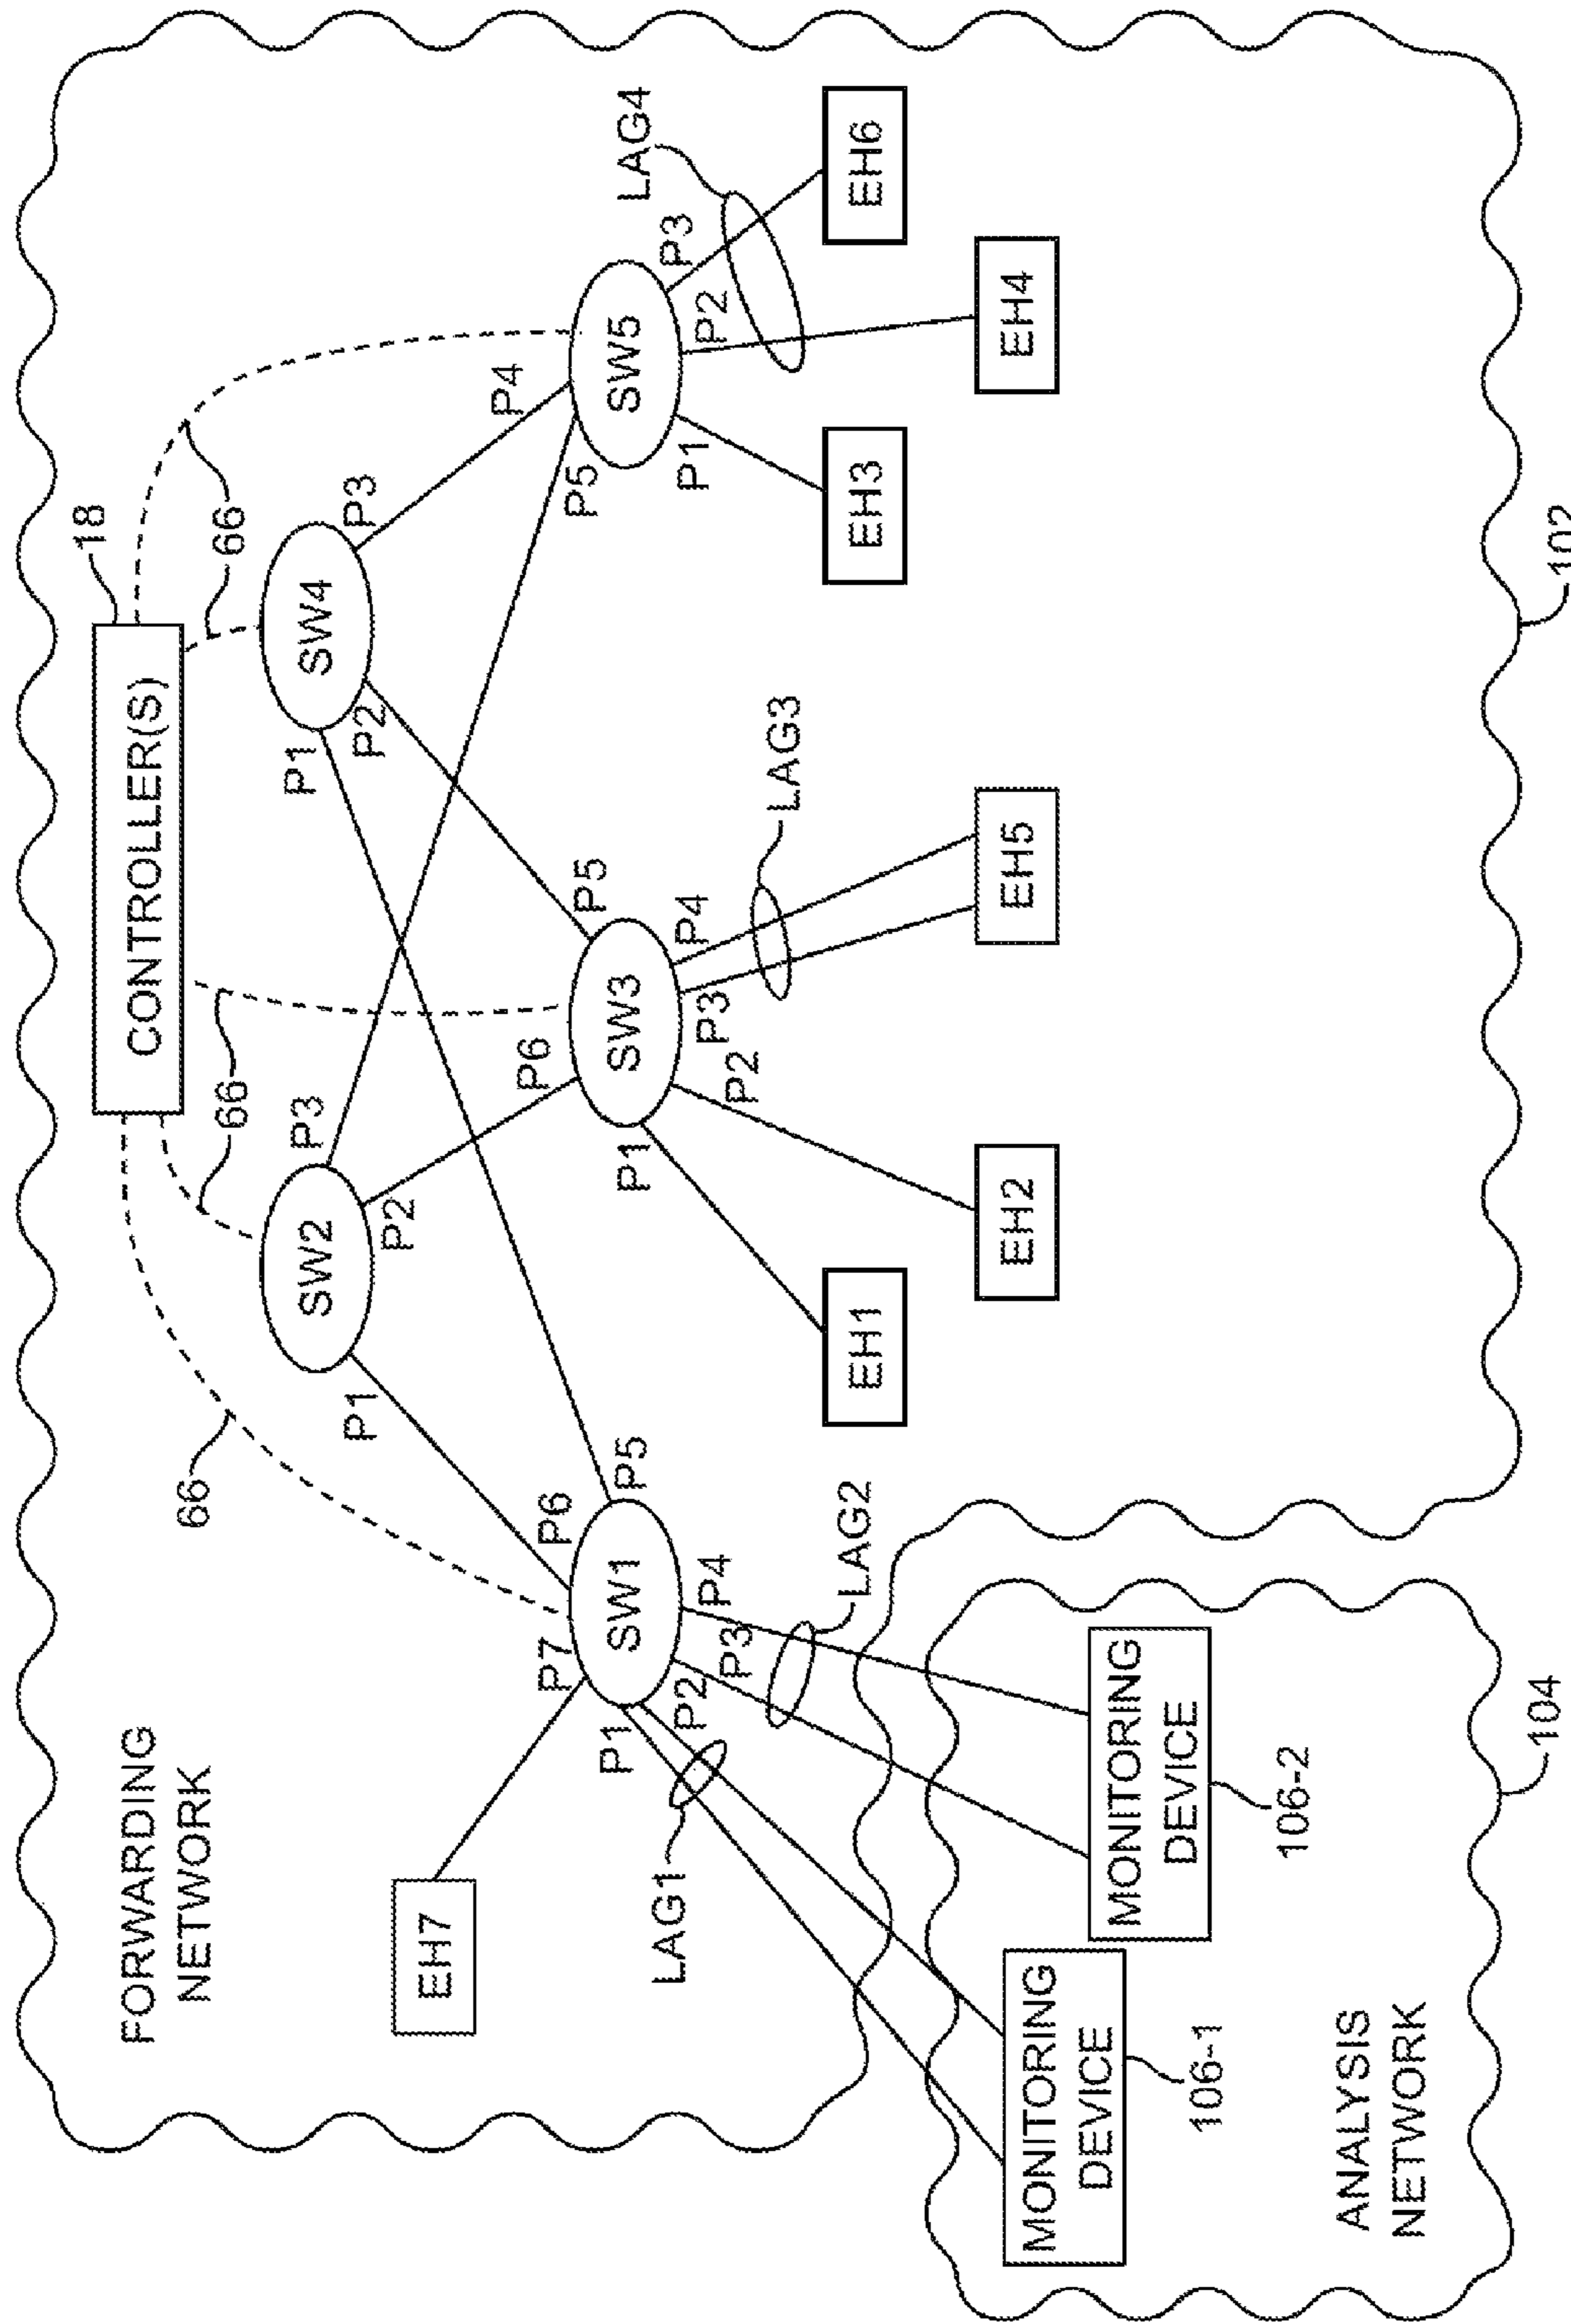 FORWARDING
NETWORK
CONTROLLER(S)
18
66
66
66
66
66
SW2
P1
P2
P3
SW4
P1
P2
P3
EH7
SW1
P7
P6
P5
P1
P2
P3
P4
SW3
P6
P5
P1
P2
P3
P4
SW5
P5
P4
P1
P2
P3
LAG1
LAG2
LAG3
LAG4
EH1
EH2
EH5
EH3
EH4
EH6
MONITORING
DEVICE
106-1
MONITORING
DEVICE
106-2
ANALYSIS
NETWORK
104
102